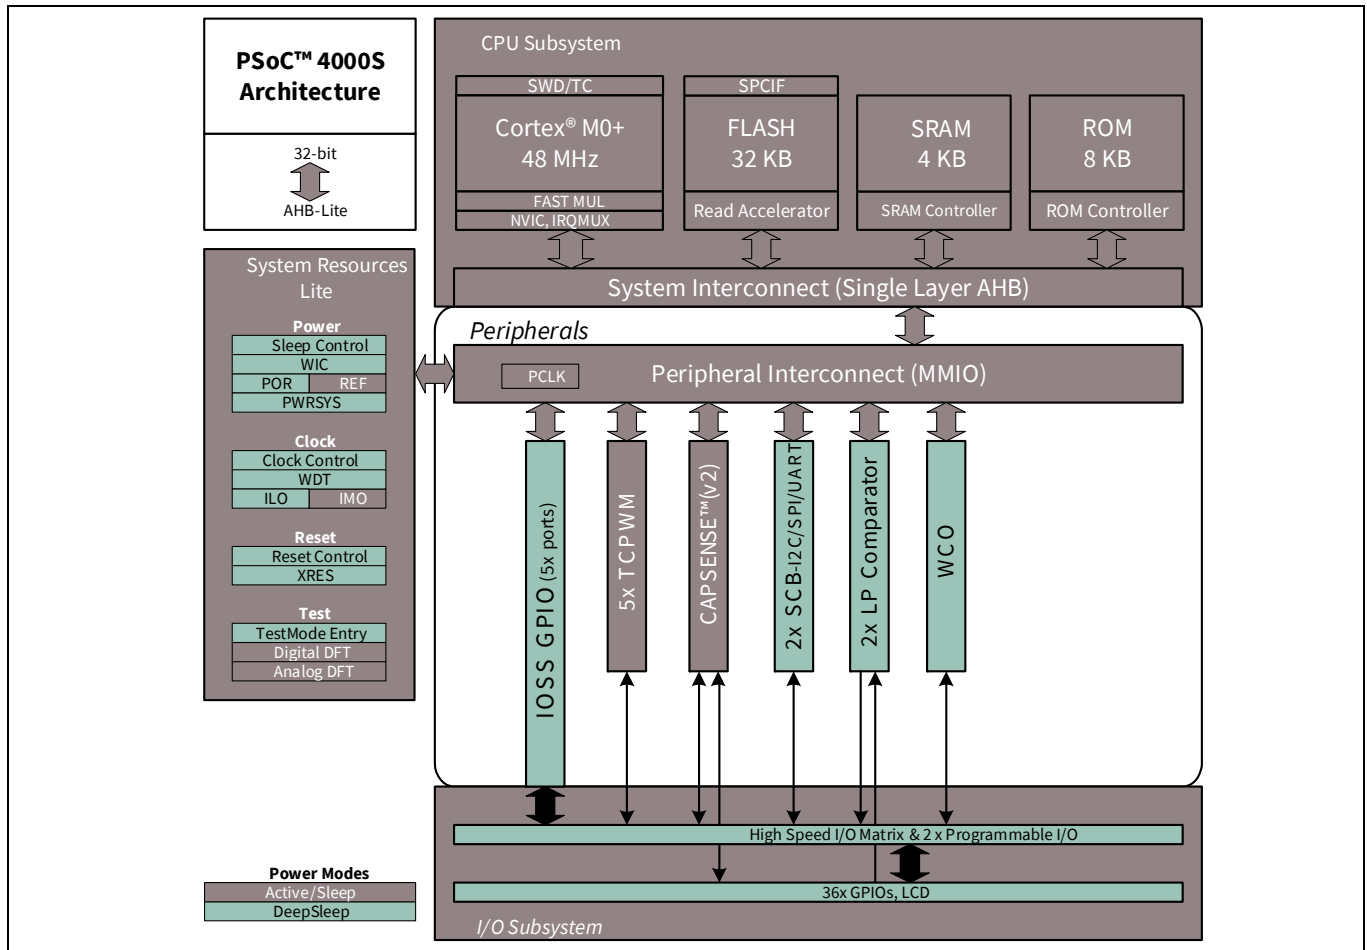 PSoC™ 4000S
Architecture
32-bit
AHB-Lite
CPU Subsystem
SWD/TC
Cortex® M0+
48 MHz
FAST MUL
NVIC, IRQMUX
SPCIF
FLASH
32 KB
Read Accelerator
SRAM
4 KB
SRAM Controller
ROM
8 KB
ROM Controller
System Interconnect (Single Layer AHB)
System Resources
Lite
Power
Sleep Control
WIC
POR
REF
PWRSYS
Clock
Clock Control
WDT
ILO
IMO
Reset
Reset Control
XRES
Test
TestMode Entry
Digital DFT
Analog DFT
Peripherals
PCLK
Peripheral Interconnect (MMIO)
IOSS GPIO (5x ports)
5x TCPWM
CAPSENSE™(v2)
2x SCB-I2C/SPI/UART
2x LP Comparator
WCO
High Speed I/O Matrix & 2 x Programmable I/O
36x GPIOs, LCD
I/O Subsystem
Power Modes
Active/Sleep
DeepSleep